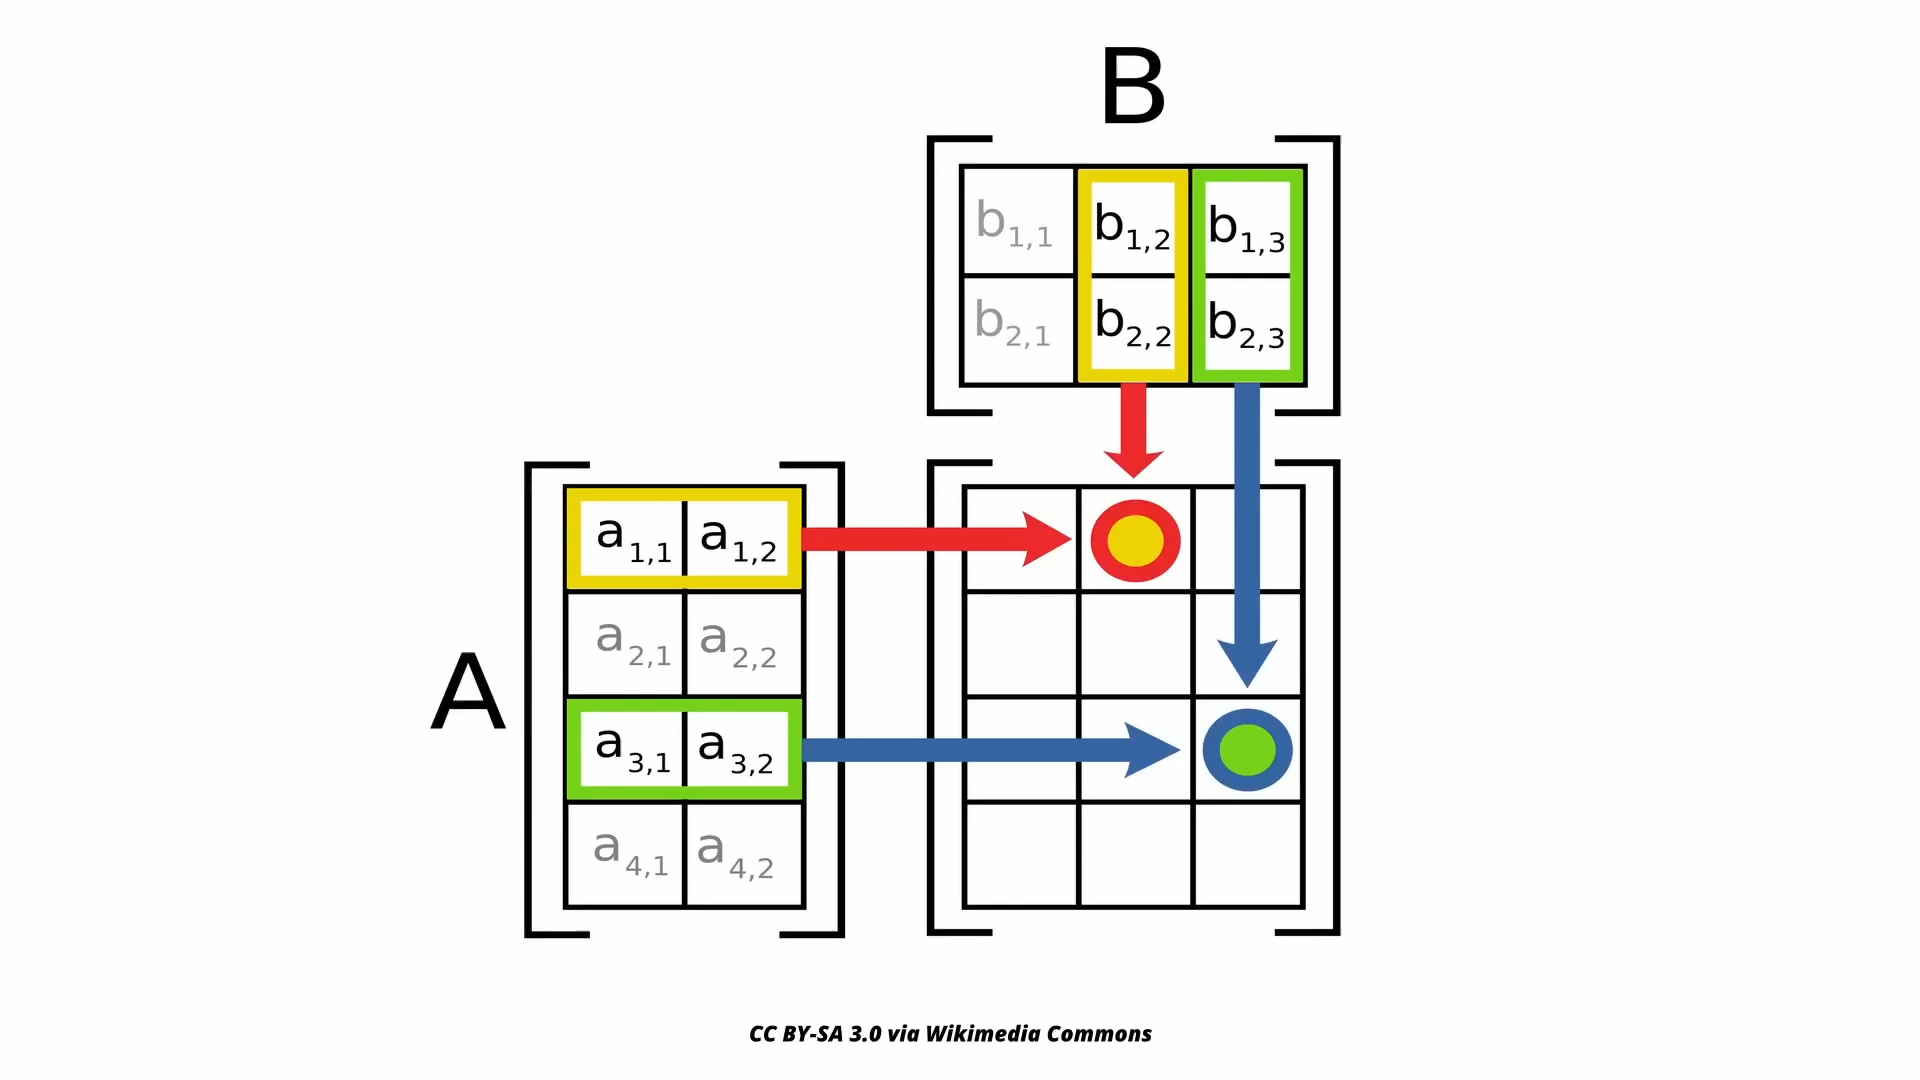 B
b1,1 b1,2 b1,3
b2,1 b2,2 b2,3
A
a1,1 a1,2
a2,1 a2,2
a3,1 a3,2
a4,1 a4,2
CC BY-SA 3.0 via Wikimedia Commons